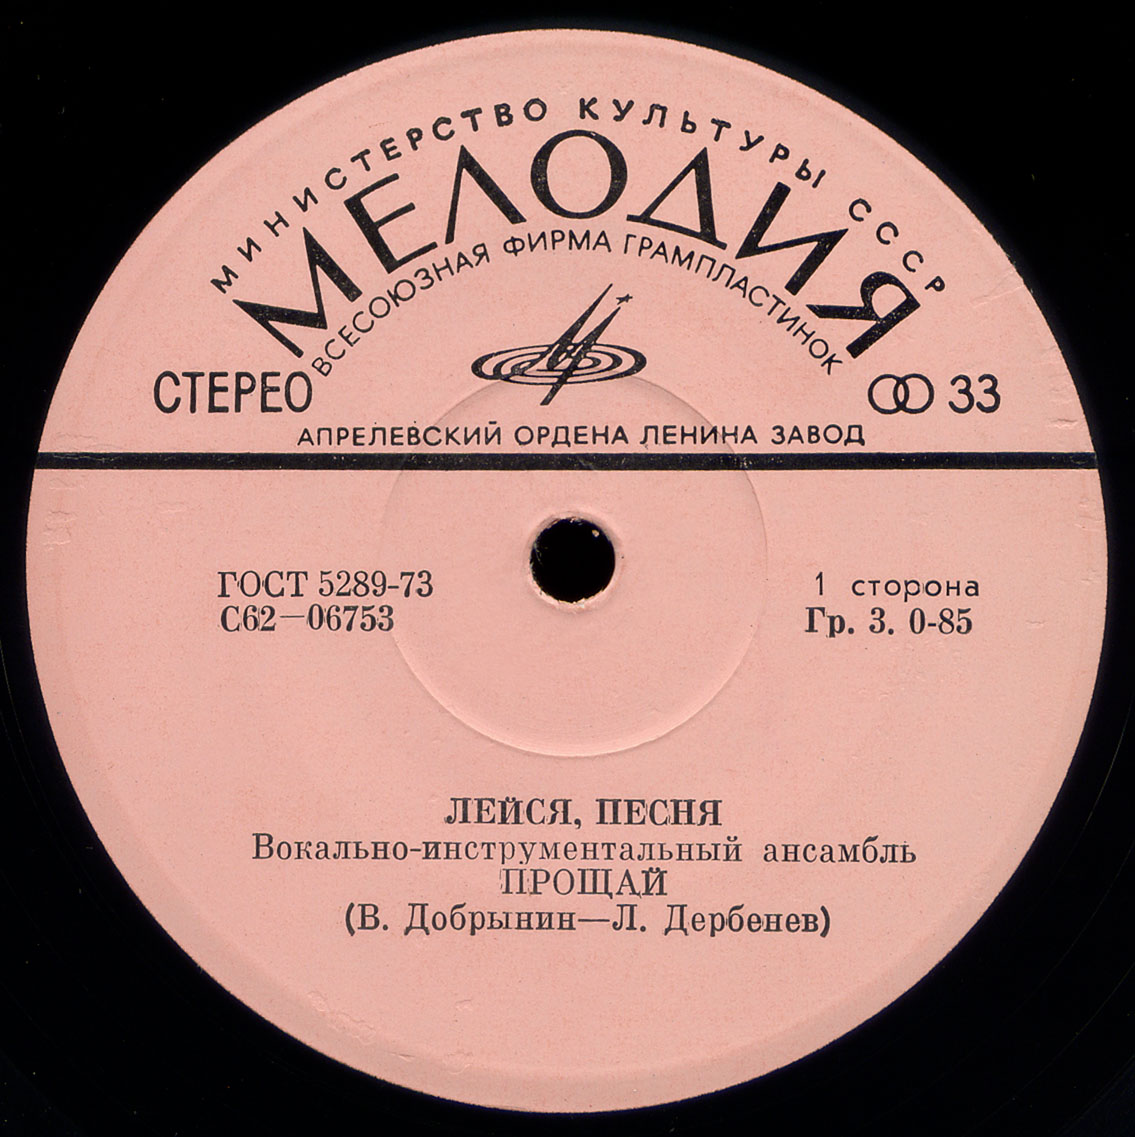 МИНИСТЕРСТВО КУЛЬТУРЫ СССР
МЕЛОДИЯ
ВСЕСОЮЗНАЯ ФИРМА ГРАМПЛАСТИНОК
СТЕРЕО
33
АПРЕЛЕВСКИЙ ОРДЕНА ЛЕНИНА ЗАВОД
ГОСТ 5289-73
С62—06753
1 сторона
Гр. 3. 0-85
ЛЕЙСЯ, ПЕСНЯ
Вокально-инструментальный ансамбль
ПРОЩАЙ
(В. Добрынин—Л. Дербенев)